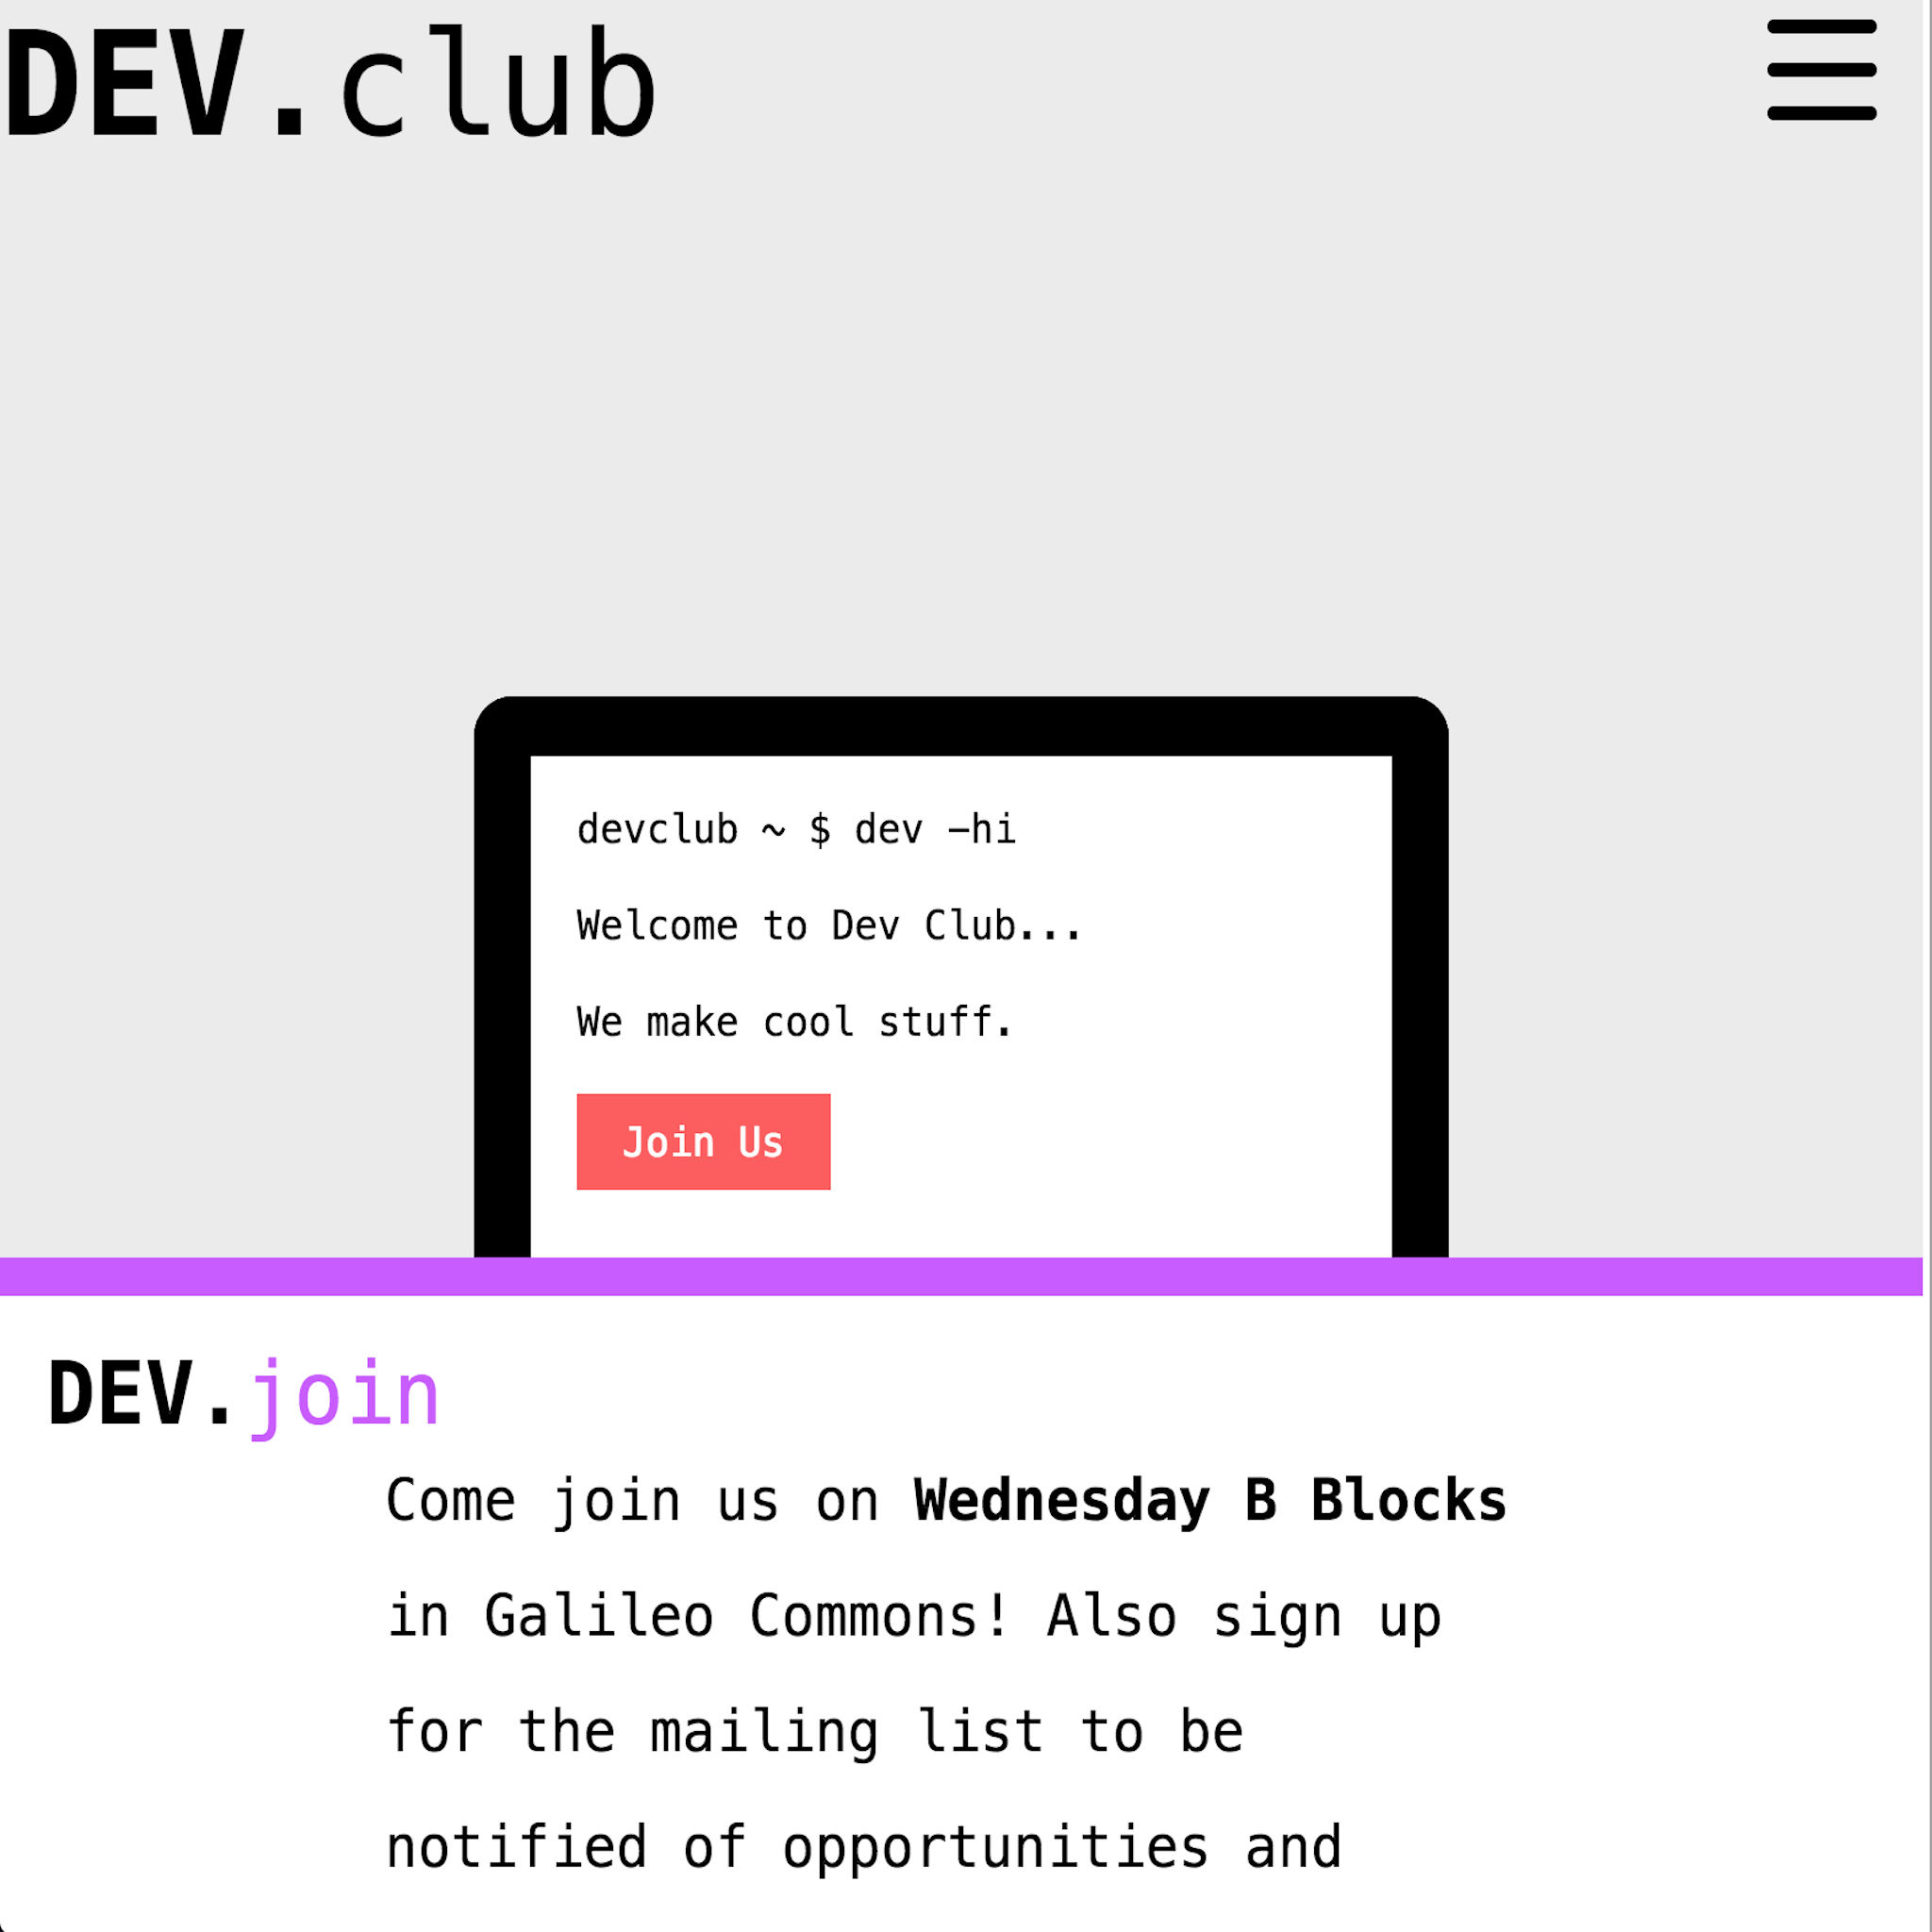 DEV.club
devclub ~ $ dev –hi
Welcome to Dev Club...
We make cool stuff.
Join Us
DEV.join
Come join us on Wednesday B Blocks
in Galileo Commons! Also sign up
for the mailing list to be
notified of opportunities and